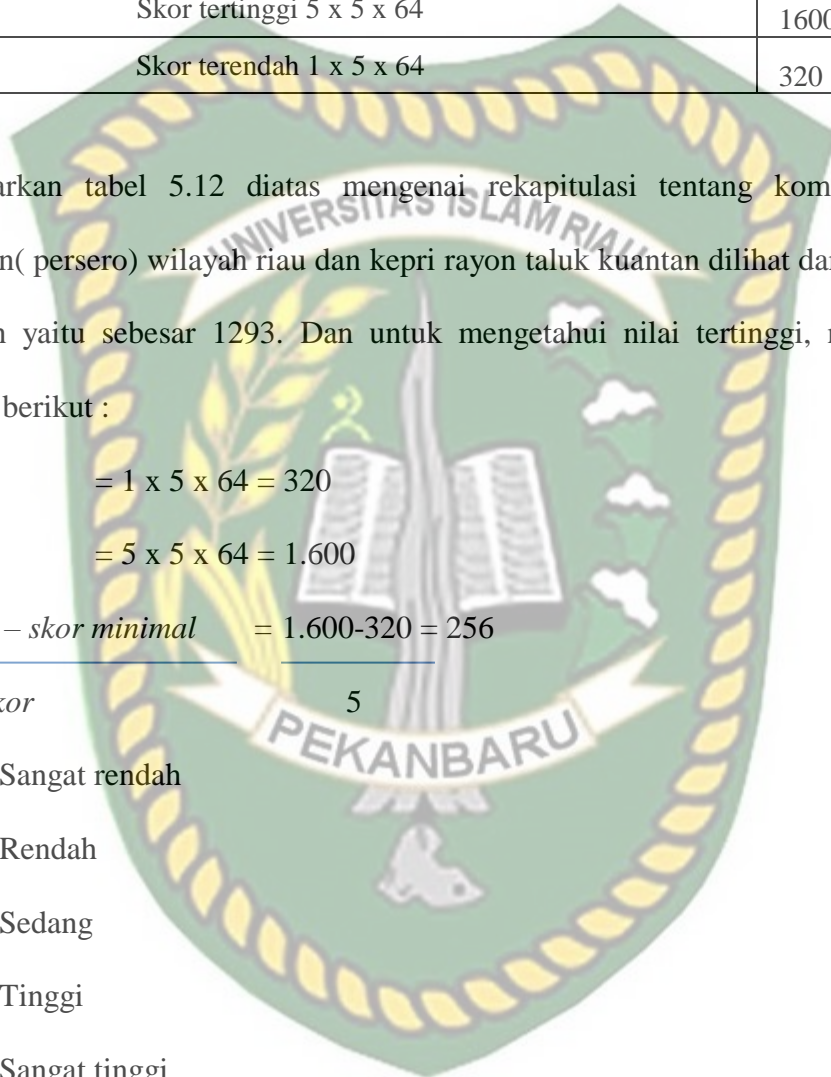 Skor tertinggi 5 x 5 x 64 1600
Skor terendah 1 x 5 x 64 320
arkan tabel 5.12 diatas mengenai rekapitulasi tentang kom
n( persero) wilayah riau dan kepri rayon taluk kuantan dilihat dar
yaitu sebesar 1293. Dan untuk mengetahui nilai tertinggi,
berikut :
= 1 x 5 x 64 = 320
= 5 x 5 x 64 = 1.600
– skor minimal = 1.600-320 = 256
kor 5
Sangat rendah
Rendah
Sedang
Tinggi
Sangat tinggi
UNIVERSITAS ISLAM RIAU
PEKANBARU